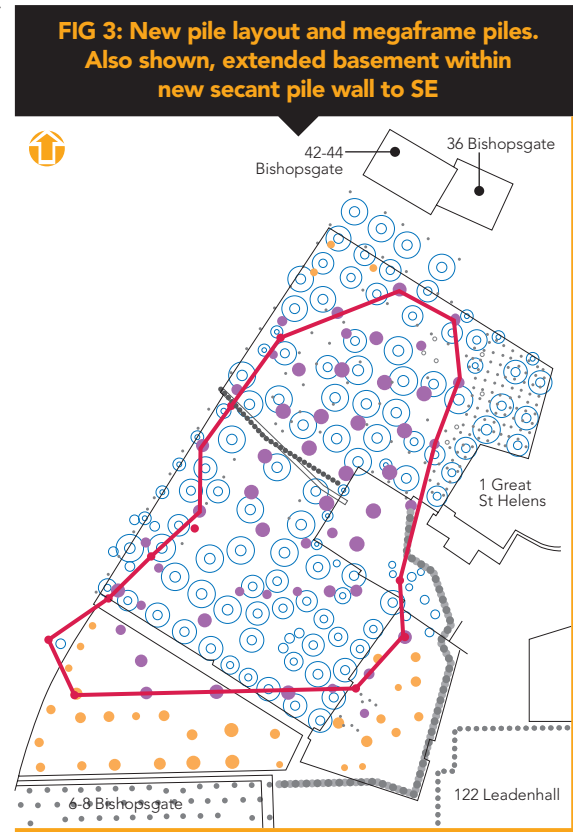 FIG 3: New pile layout and megaframe piles.
Also shown, extended basement within
new secant pile wall to SE
42-44
Bishopsgate
36 Bishopsgate
1 Great
St Helens
6-8 Bishopsgate
122 Leadenhall